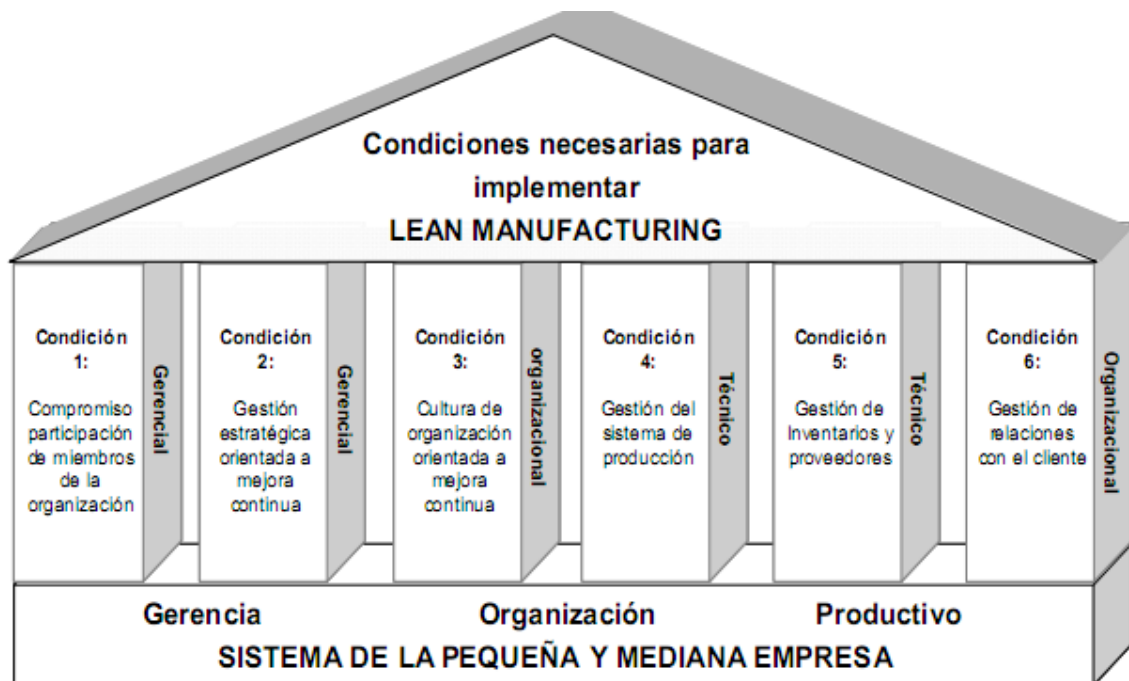 Condiciones necesarias para
implementar
LEAN MANUFACTURING
Condición
1:
Compromiso
participación
de miembros
de la
organización
Gerencial
Condición
2:
Gestión
estratégica
orientada a
mejora
continua
Gerencial
Condición
3:
Cultura de
organización
orientada a
mejora
continua
organizacional
Condición
4:
Gestión del
sistema de
producción
Técnico
Condición
5:
Gestión de
Inventarios y
proveedores
Técnico
Condición
6:
Gestión de
relaciones
con el cliente
Organizacional
Gerencia Organización Productivo
SISTEMA DE LA PEQUEÑA Y MEDIANA EMPRESA